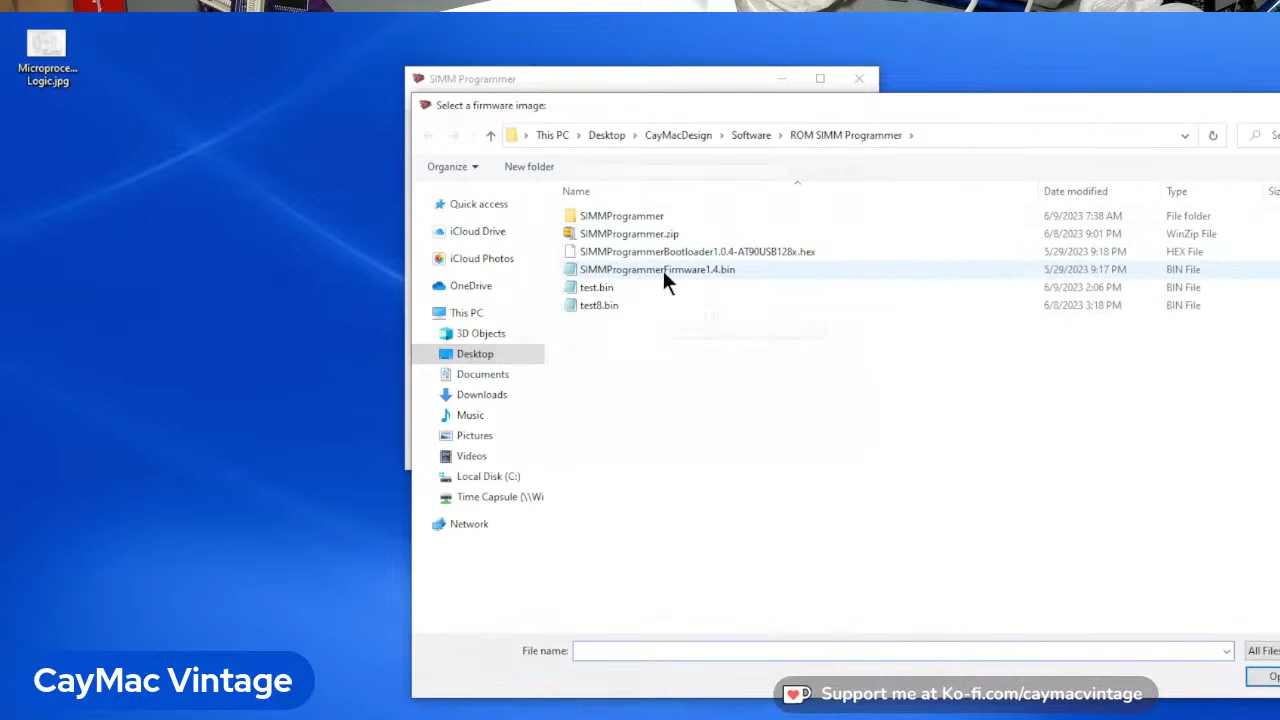 Microproce...
Logic.jpg
SIMM Programmer
Select a firmware image:
This PC > Desktop > CayMacDesign > Software > ROM SIMM Programmer >
Organize
New folder
Name
Date modified
Type
SIMMProgrammer
6/9/2023 7:38 AM
File folder
SIMMProgrammer.zip
6/8/2023 9:01 PM
WinZip File
SIMMProgrammerBootloader1.0.4-AT90USB128x.hex
5/29/2023 9:18 PM
HEX File
SIMMProgrammerFirmware1.4.bin
5/29/2023 9:17 PM
BIN File
test.bin
6/9/2023 2:06 PM
BIN File
test8.bin
6/8/2023 3:18 PM
BIN File
Quick access
iCloud Drive
iCloud Photos
OneDrive
This PC
3D Objects
Desktop
Documents
Downloads
Music
Pictures
Videos
Local Disk (C:)
Time Capsule (\\Wi
Network
File name:
All Files
CayMac Vintage
Support me at Ko-fi.com/caymacvintage